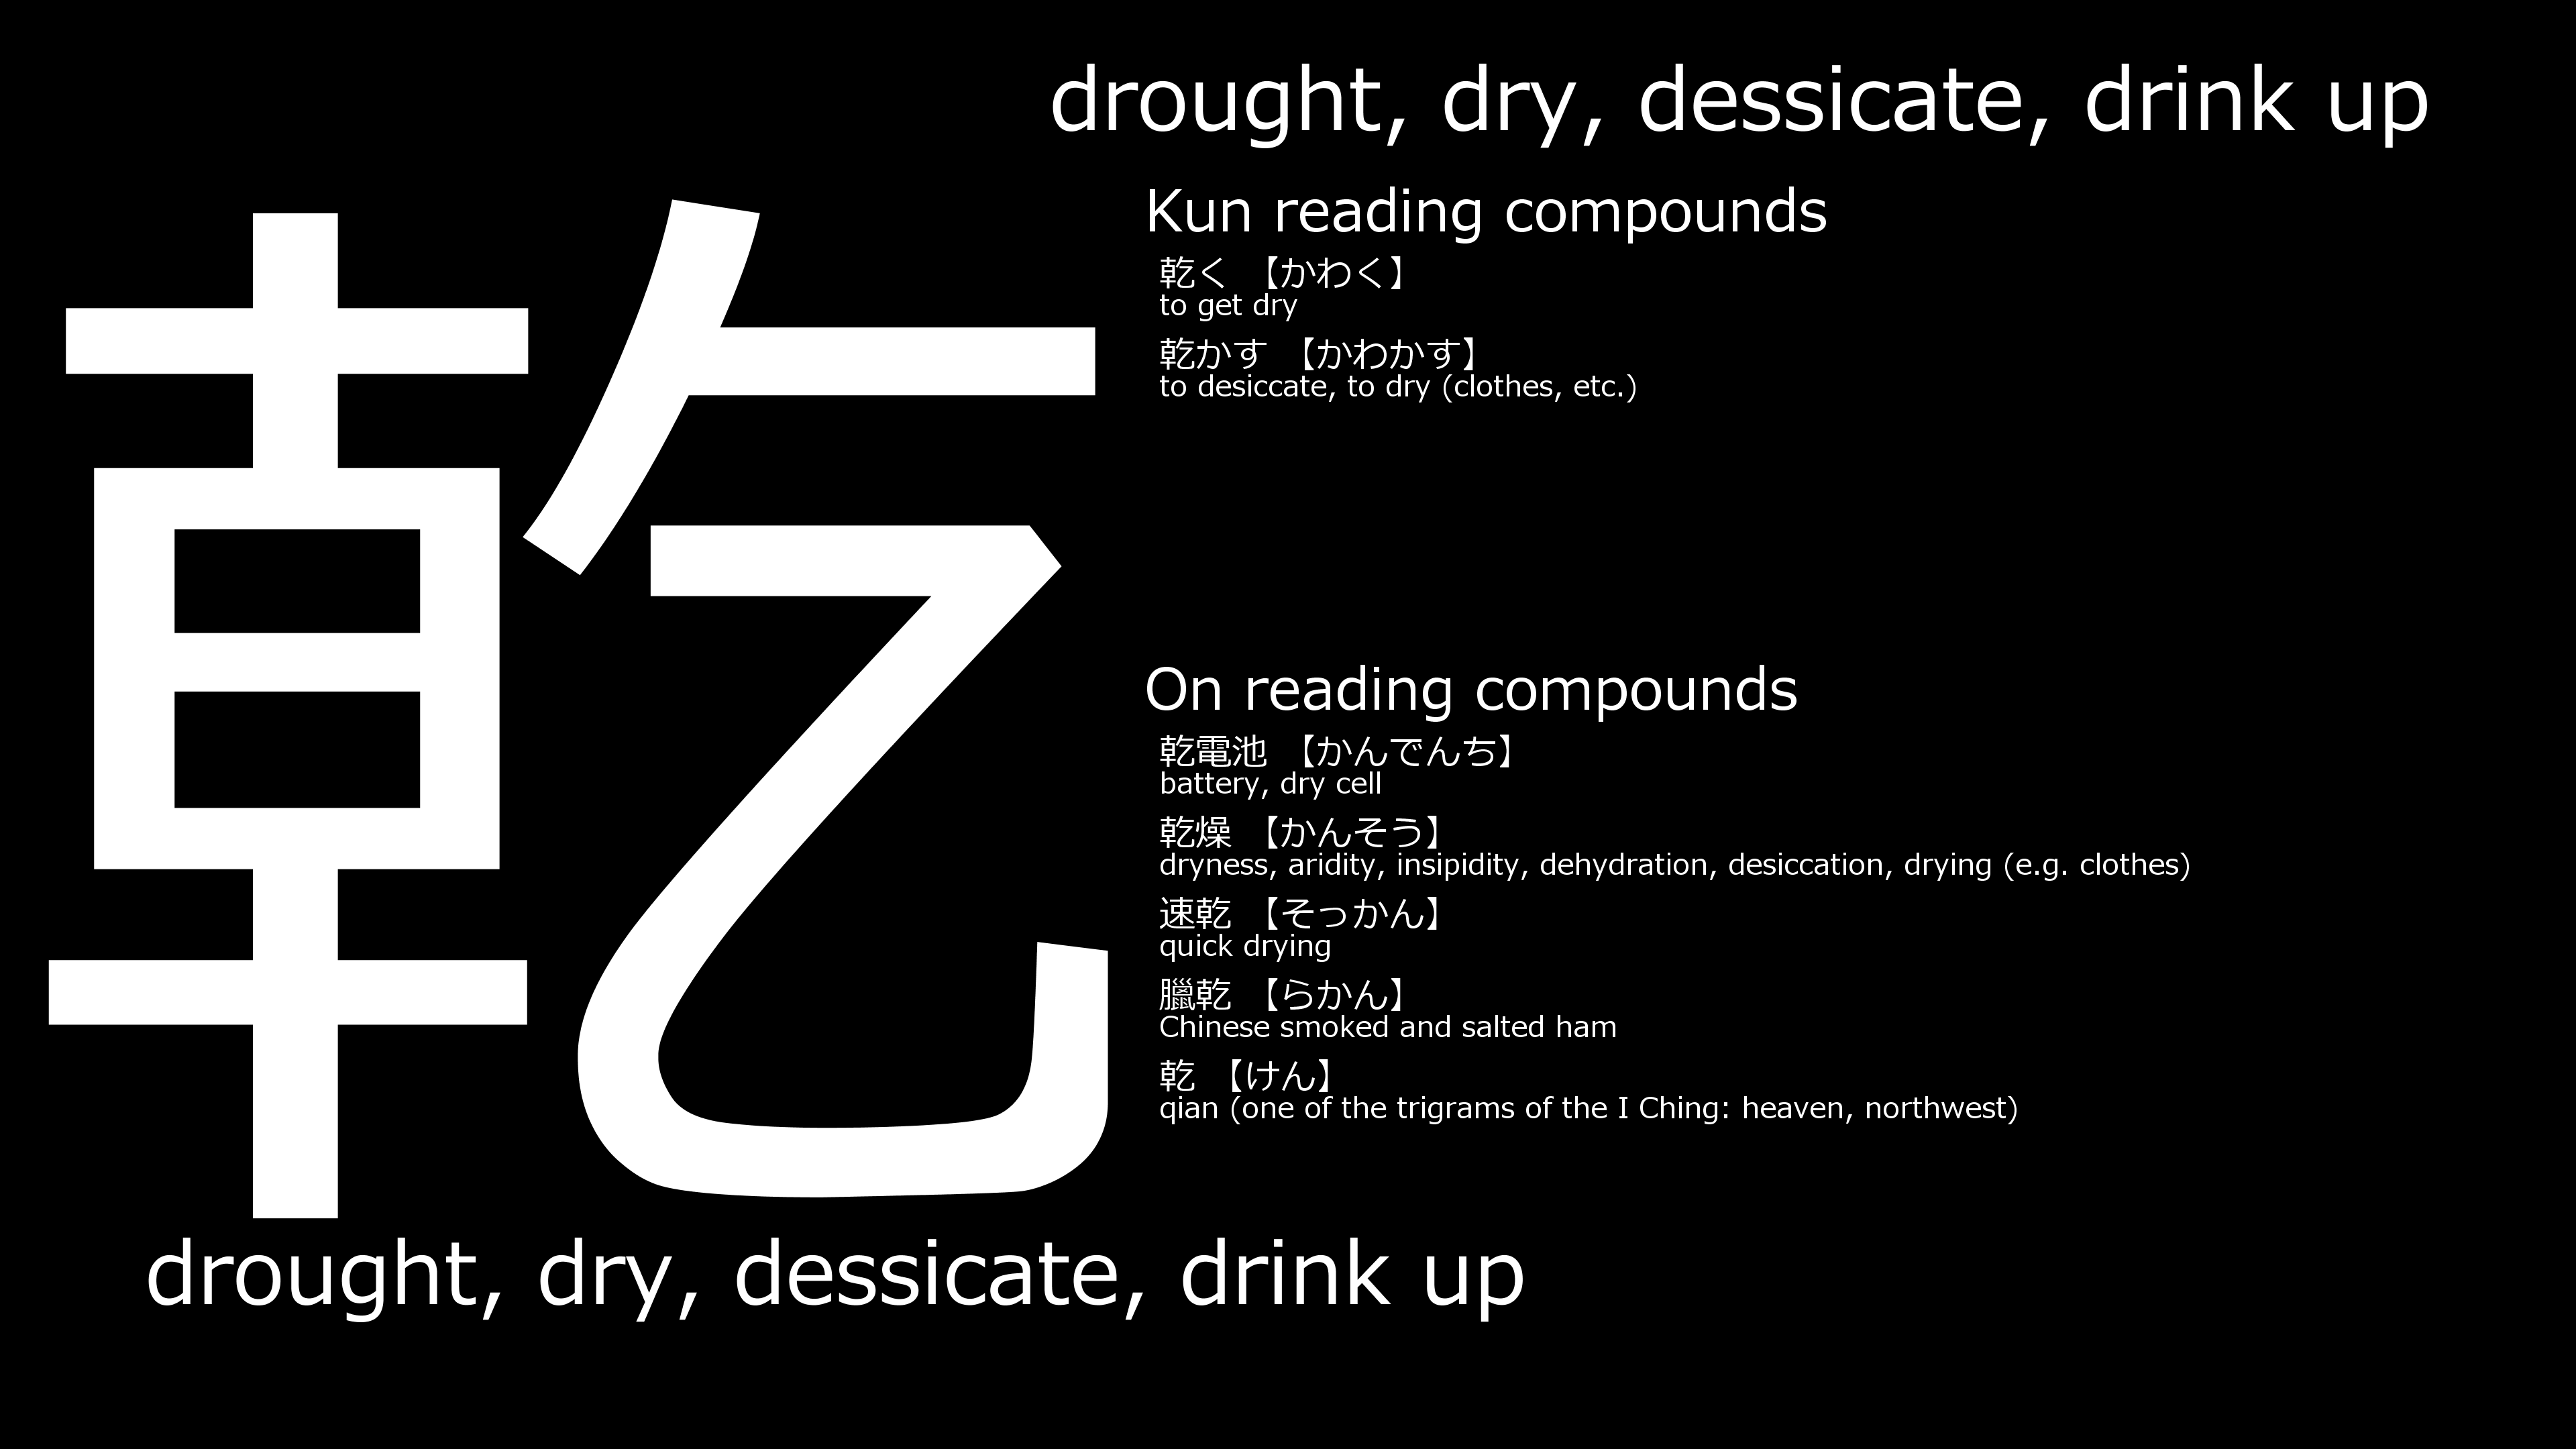 drought, dry, dessicate, drink up
乾
Kun reading compounds
乾く 【かわく】
to get dry
乾かす 【かわかす】
to desiccate, to dry (clothes, etc.)
On reading compounds
乾電池 【かんでんち】
battery, dry cell
乾燥 【かんそう】
dryness, aridity, insipidity, dehydration, desiccation, drying (e.g. clothes)
速乾 【そっかん】
quick drying
臘乾 【らかん】
Chinese smoked and salted ham
乾 【けん】
qian (one of the trigrams of the I Ching: heaven, northwest)
drought, dry, dessicate, drink up